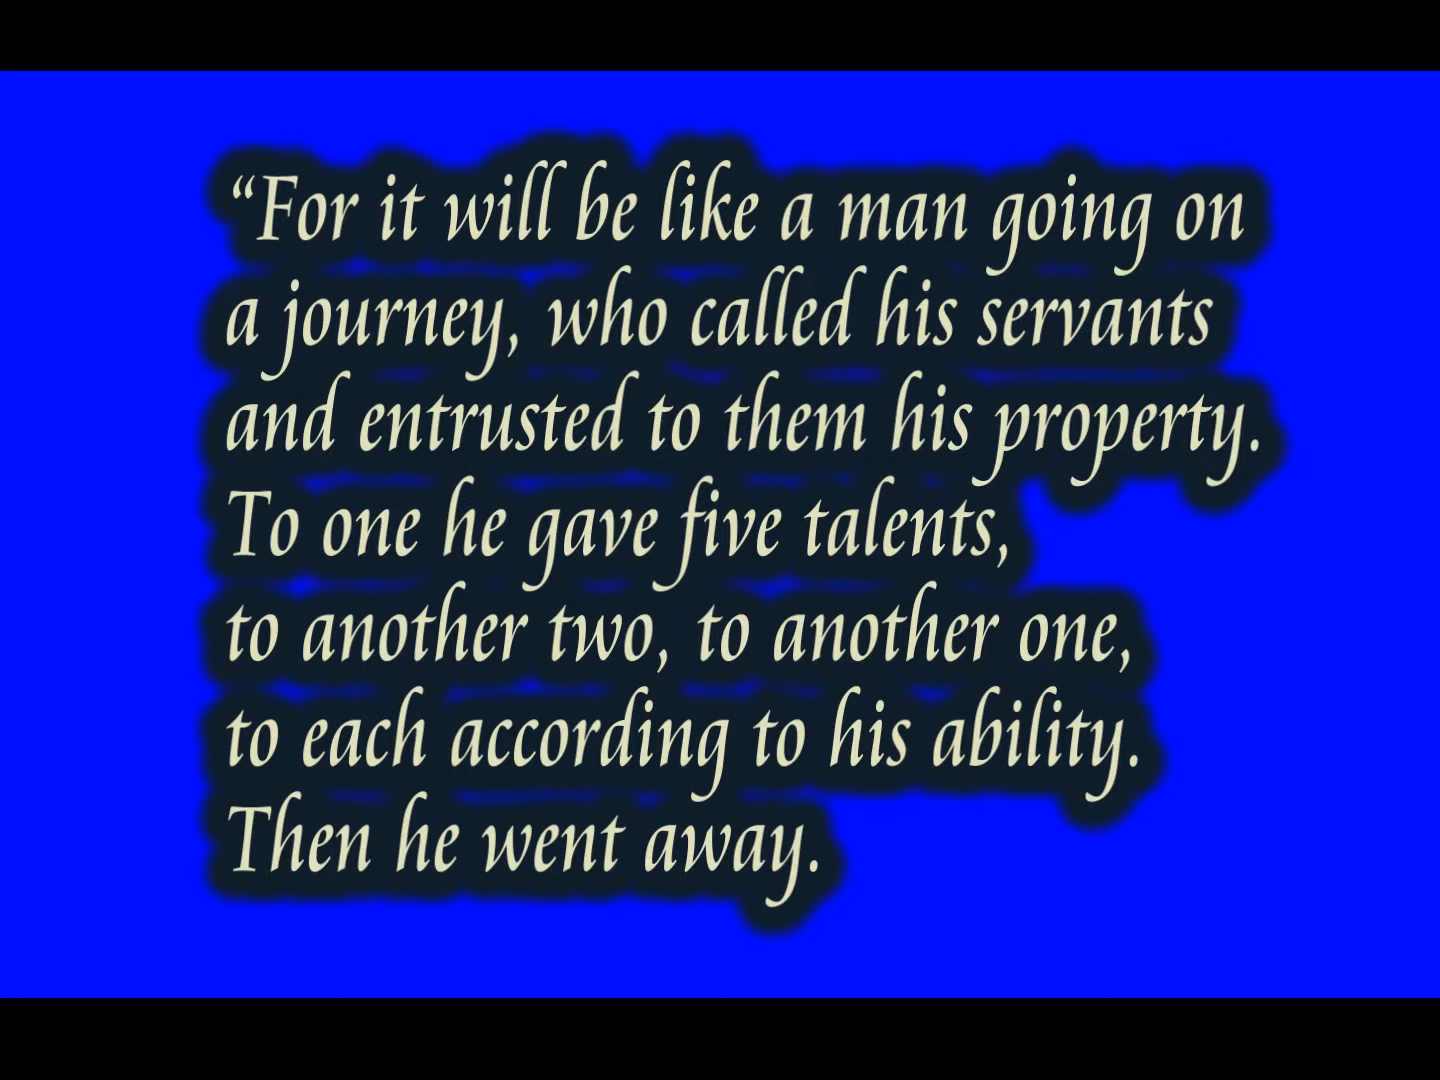 “For it will be like a man going on
a journey, who called his servants
and entrusted to them his property.
To one he gave five talents,
to another two, to another one,
to each according to his ability.
Then he went away.